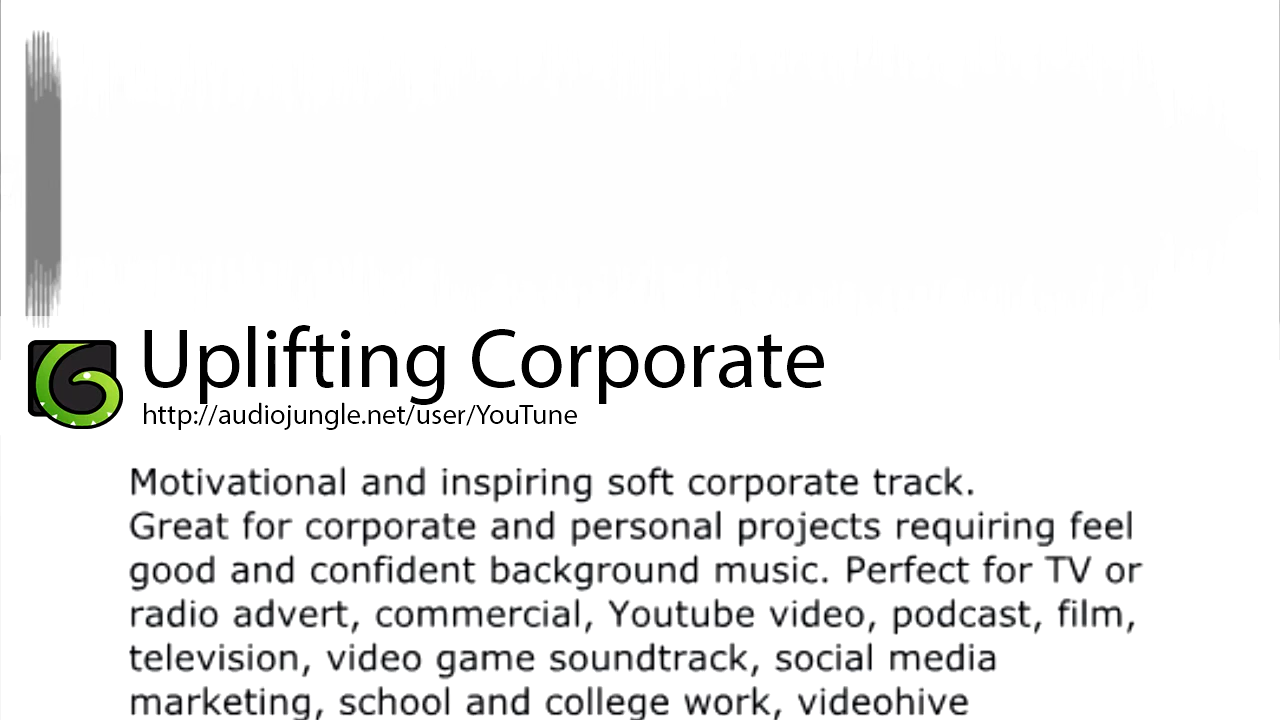 Uplifting Corporate
http://audiojungle.net/user/YouTune
Motivational and inspiring soft corporate track.
Great for corporate and personal projects requiring feel
good and confident background music. Perfect for TV or
radio advert, commercial, Youtube video, podcast, film,
television, video game soundtrack, social media
marketing, school and college work, videohive